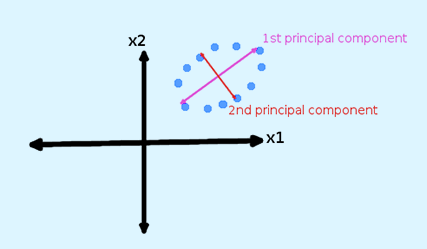 1st principal component
x2
2nd principal component
x1